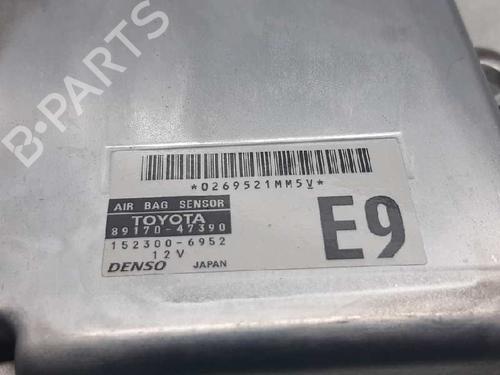 B-PARTS
*0269521MM5V*
AIR BAG SENSOR
TOYOTA
89170-47390
152300-6952
12V
DENSO JAPAN
E9